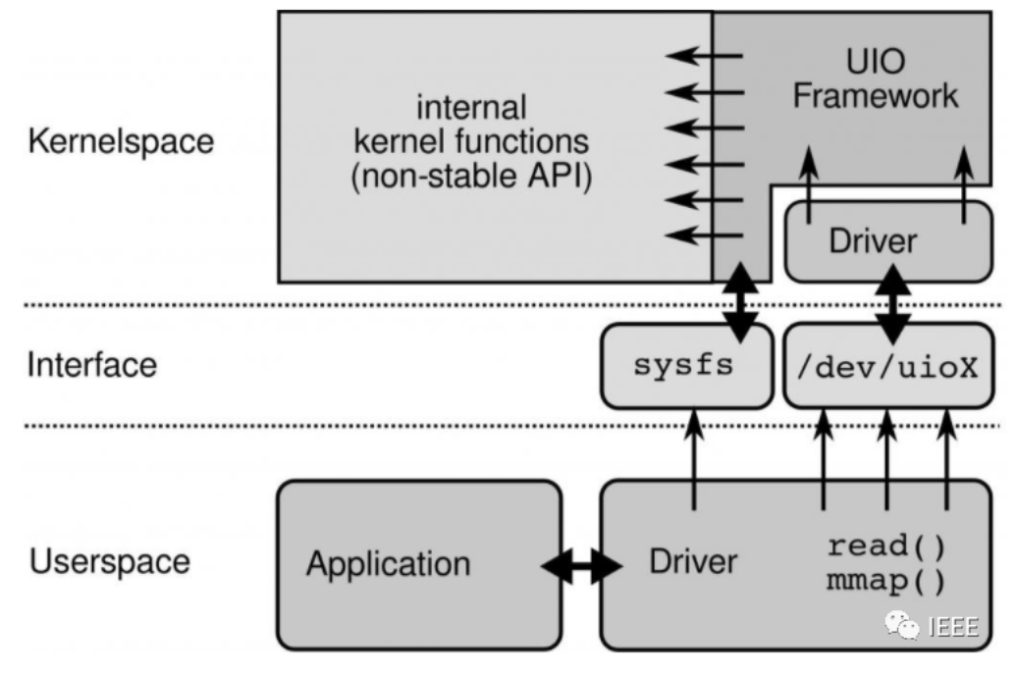 Kernelspace
internal
kernel functions
(non-stable API)
UIO
Framework
Driver
Interface
sysfs
/dev/uioX
Userspace
Application
Driver
read()
mmap()
IEEE